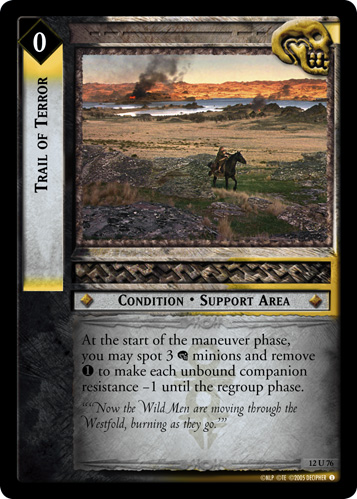 0
Trail of Terror
Condition • Support Area
At the start of the maneuver phase,
you may spot 3 minions and remove
1 to make each unbound companion
resistance –1 until the regroup phase.
"“Now the Wild Men are moving through the
Westfold, burning as they go.”"
12 U 76
©NLP ©TE ©2005 DECIPHER